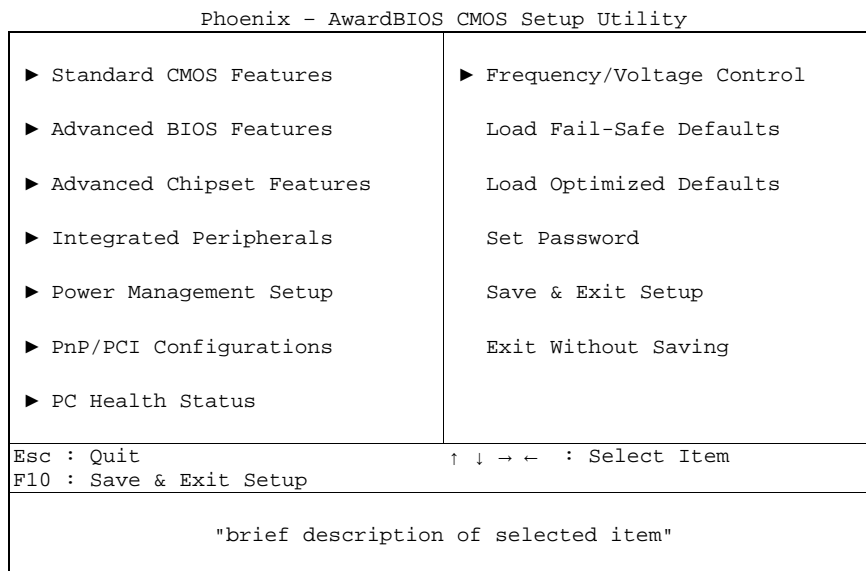 Phoenix – AwardBIOS CMOS Setup Utility
► Standard CMOS Features
► Advanced BIOS Features
► Advanced Chipset Features
► Integrated Peripherals
► Power Management Setup
► PnP/PCI Configurations
► PC Health Status
► Frequency/Voltage Control
Load Fail-Safe Defaults
Load Optimized Defaults
Set Password
Save & Exit Setup
Exit Without Saving
Esc : Quit
F10 : Save & Exit Setup
↑ ↓ → ← : Select Item
"brief description of selected item"